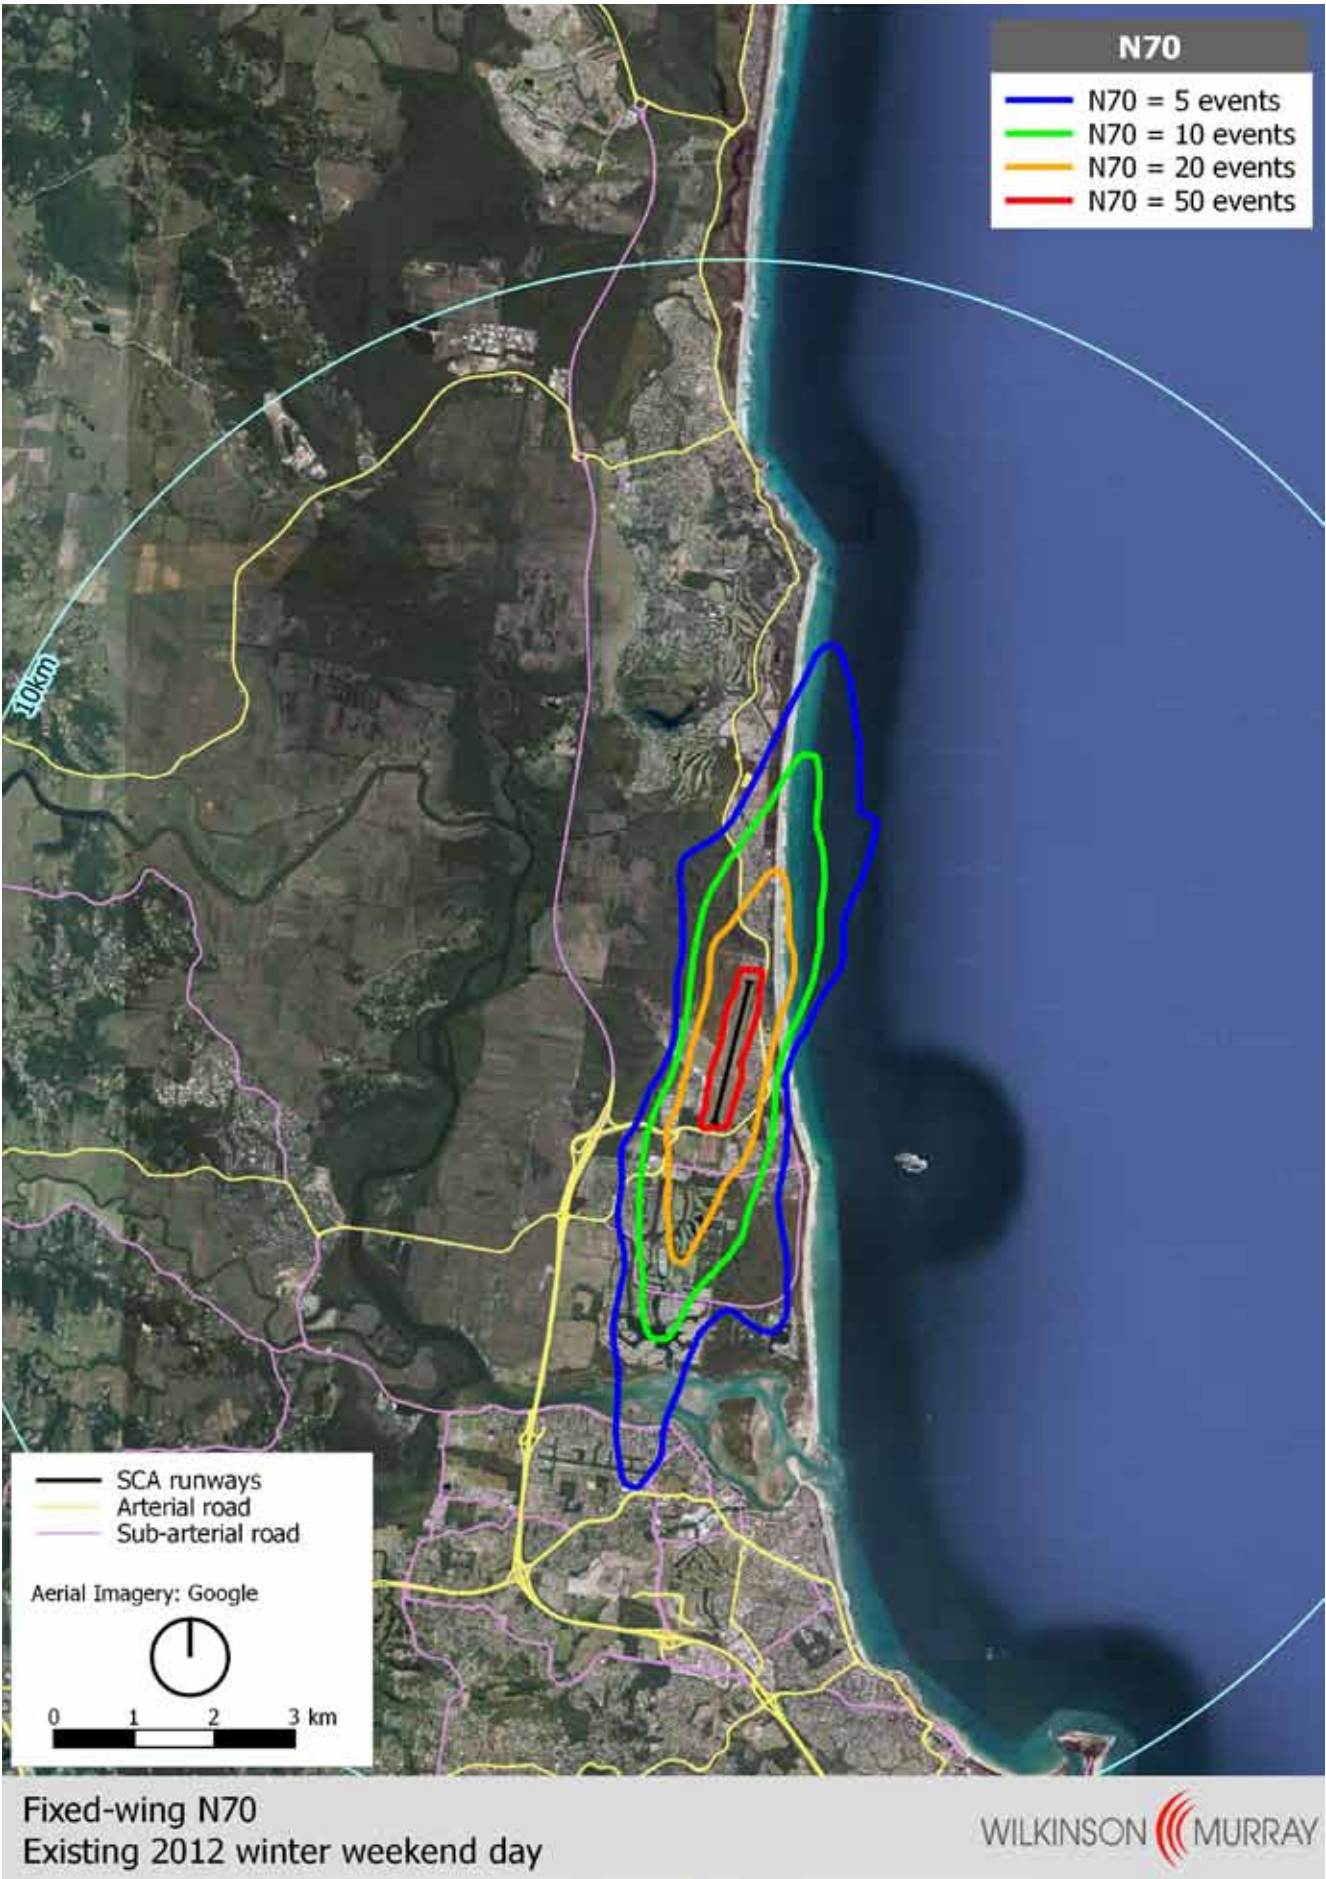 N70
N70 = 5 events
N70 = 10 events
N70 = 20 events
N70 = 50 events
10km
SCA runways
Arterial road
Sub-arterial road
Aerial Imagery: Google
0 1 2 3 km
Fixed-wing N70
Existing 2012 winter weekend day
WILKINSON MURRAY